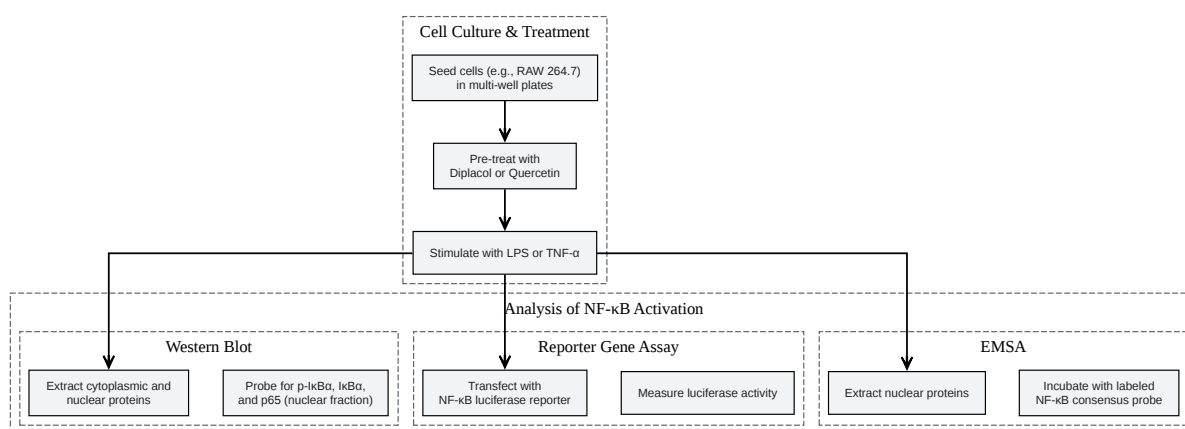 Cell Culture & Treatment
Seed cells (e.g., RAW 264.7)
in multi-well plates
Pre-treat with
Diplacol or Quercetin
Stimulate with LPS or TNF-α
Analysis of NF-κB Activation
Western Blot
Extract cytoplasmic and
nuclear proteins
Probe for p-IκBα, IκBα,
and p65 (nuclear fraction)
Reporter Gene Assay
Transfect with
NF-κB luciferase reporter
Measure luciferase activity
EMSA
Extract nuclear proteins
Incubate with labeled
NF-κB consensus probe